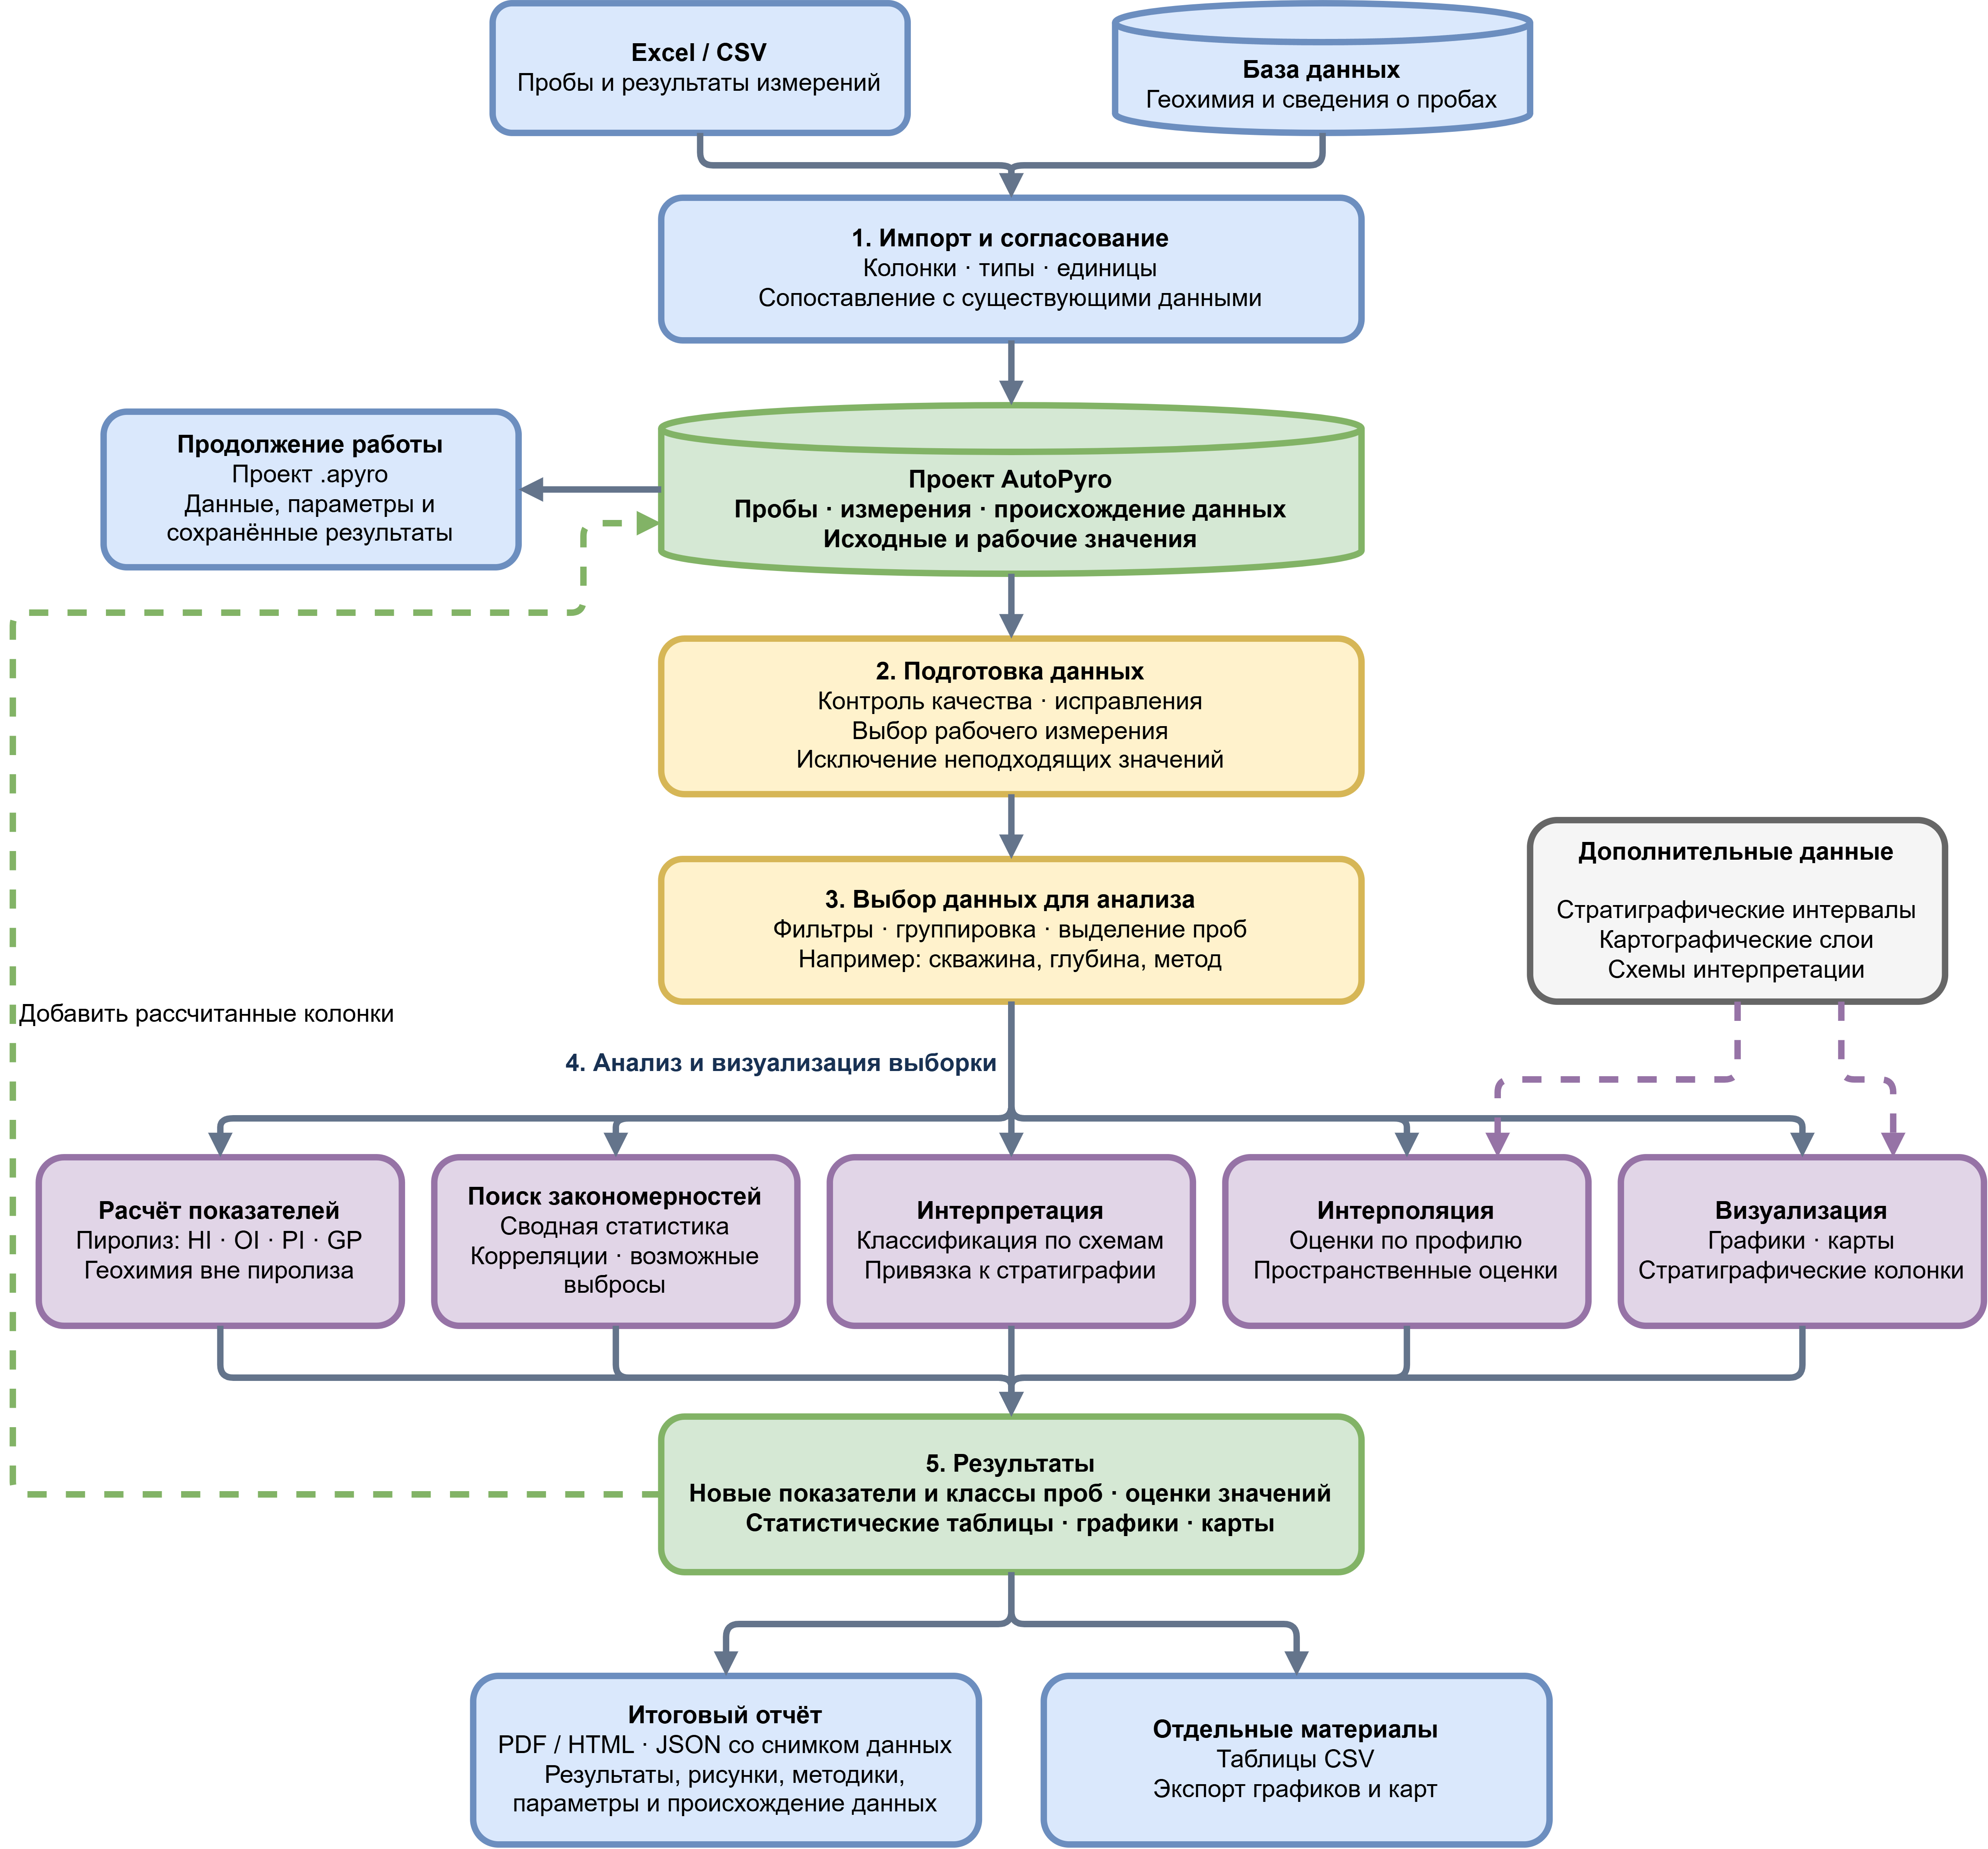 Excel / CSV
Пробы и результаты измерений
База данных
Геохимия и сведения о пробах
1. Импорт и согласование
Колонки · типы · единицы
Сопоставление с существующими данными
Продолжение работы
Проект .apyro
Данные, параметры и
сохранённые результаты
Проект AutoPyro
Пробы · измерения · происхождение данных
Исходные и рабочие значения
2. Подготовка данных
Контроль качества · исправления
Выбор рабочего измерения
Исключение неподходящих значений
3. Выбор данных для анализа
Фильтры · группировка · выделение проб
Например: скважина, глубина, метод
Дополнительные данные
Стратиграфические интервалы
Картографические слои
Схемы интерпретации
Добавить рассчитанные колонки
4. Анализ и визуализация выборки
Расчёт показателей
Пиролиз: HI · OI · PI · GP
Геохимия вне пиролиза
Поиск закономерностей
Сводная статистика
Корреляции · возможные
выбросы
Интерпретация
Классификация по схемам
Привязка к стратиграфии
Интерполяция
Оценки по профилю
Пространственные оценки
Визуализация
Графики · карты
Стратиграфические колонки
5. Результаты
Новые показатели и классы проб · оценки значений
Статистические таблицы · графики · карты
Итоговый отчёт
PDF / HTML · JSON со снимком данных
Результаты, рисунки, методики,
параметры и происхождение данных
Отдельные материалы
Таблицы CSV
Экспорт графиков и карт